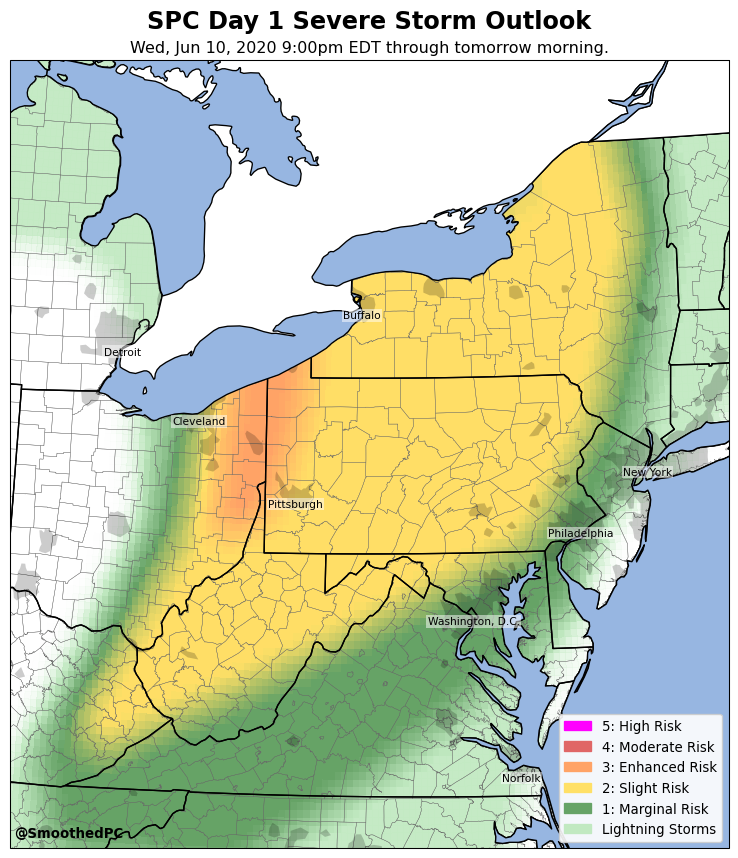 SPC Day 1 Severe Storm Outlook
Wed, Jun 10, 2020 9:00pm EDT through tomorrow morning.
Buffalo
Detroit
Cleveland
New York
Pittsburgh
Philadelphia
Washington, D.C.
Norfolk
5: High Risk
4: Moderate Risk
3: Enhanced Risk
2: Slight Risk
1: Marginal Risk
Lightning Storms
@SmoothedPC